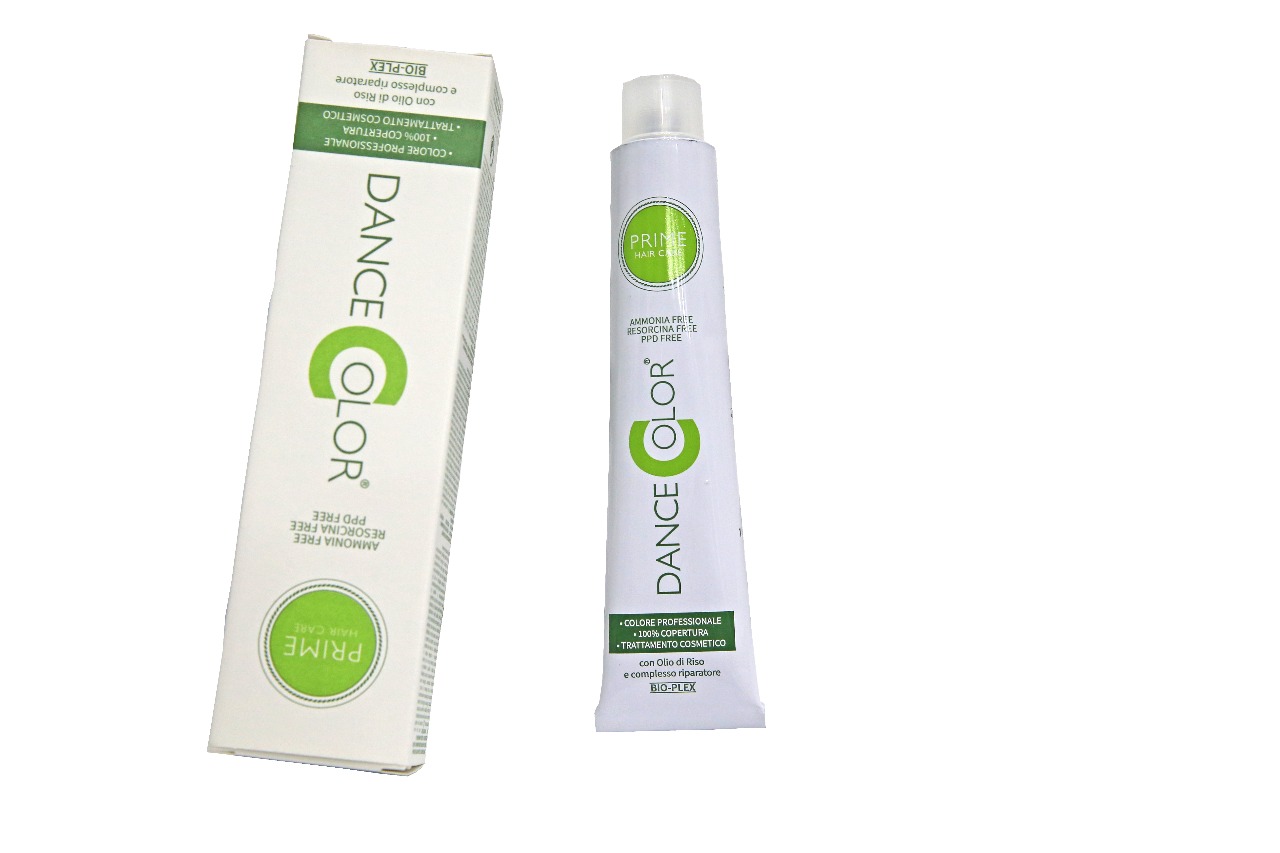 BIO-PLEX
e complesso riparatore
con Olio di Riso
• TRATTAMENTO COSMETICO
• 100% COPERTURA
• COLORE PROFESSIONALE
DANCE COLOR®
PPD FREE
RESORCINA FREE
AMMONIA FREE
HAIR CARE
PRIME
PRIME
HAIR CARE
AMMONIA FREE
RESORCINA FREE
PPD FREE
DANCE COLOR®
• COLORE PROFESSIONALE
• 100% COPERTURA
• TRATTAMENTO COSMETICO
con Olio di Riso
e complesso riparatore
BIO-PLEX